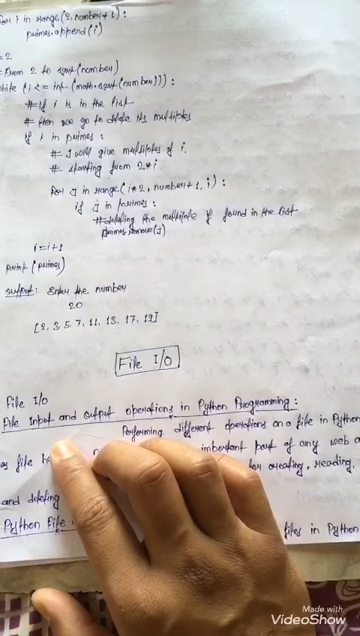 for i in range(2, number+1):
primes.append(i)
= 2
from 2 to sqrt(number)
while (i <= int(math.sqrt(number))):
# if i is in the list
# then we go to delete its multiples
if i in primes:
# J will give multiples of i,
# starting from 2*i
for J in range(i*2, number+1, i):
if j in primes:
# deleting the multiple if found in the list
primes.remove(J)
i = i+1
print(primes)
output: Enter the number
20
[2, 3, 5, 7, 11, 13, 17, 19]
File I/O
File I/O
File Input and output operations in Python Programming:
Performing different operations on a file in Python
as file important part of any web a
for creating, reading,
and deleting
Python File files in Python
Made with
VideoShow